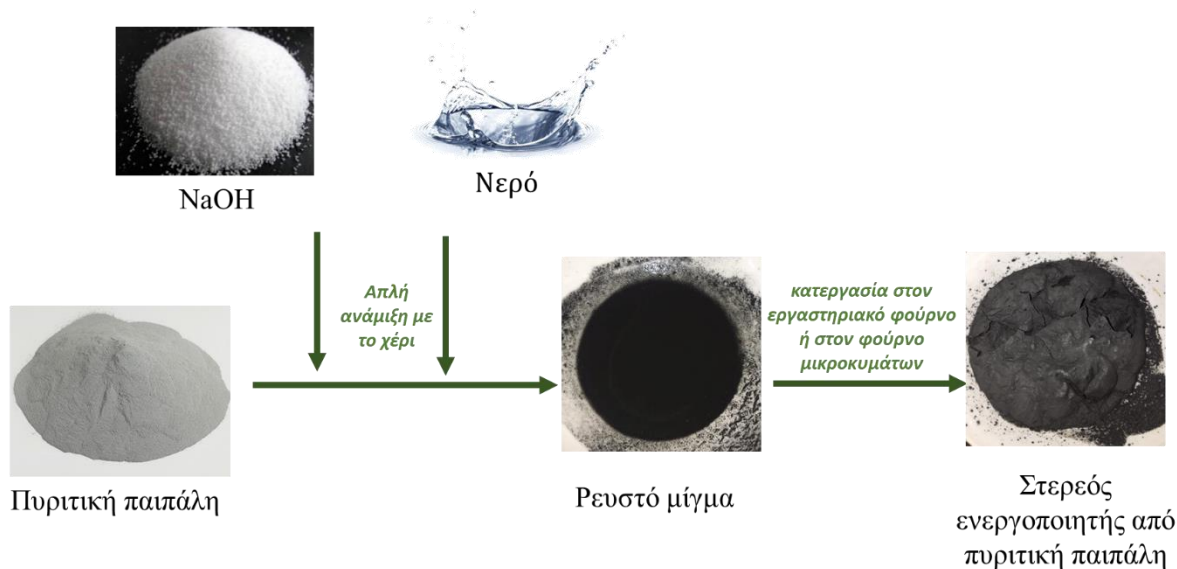 NaOH
Νερό
Απλή
ανάμιξη με
το χέρι
κατεργασία στον
εργαστηριακό φούρνο
ή στον φούρνο
μικροκυμάτων
Πυριτική παιπάλη
Ρευστό μίγμα
Στερεός
ενεργοποιητής από
πυριτική παιπάλη